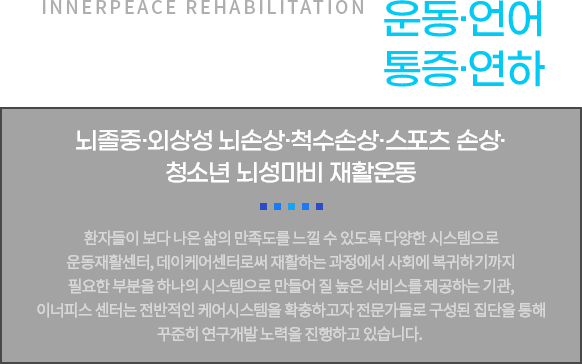 INNERPEACE REHABILITATION
운동·언어
통증·연하
뇌졸중·외상성 뇌손상·척수손상·스포츠 손상·
청소년 뇌성마비 재활운동
환자들이 보다 나은 삶의 만족도를 느낄 수 있도록 다양한 시스템으로
운동재활센터, 데이케어센터로써 재활하는 과정에서 사회에 복귀하기까지
필요한 부분을 하나의 시스템으로 만들어 질 높은 서비스를 제공하는 기관,
이너피스 센터는 전반적인 케어시스템을 확충하고자 전문가들로 구성된 집단을 통해
꾸준히 연구개발 노력을 진행하고 있습니다.